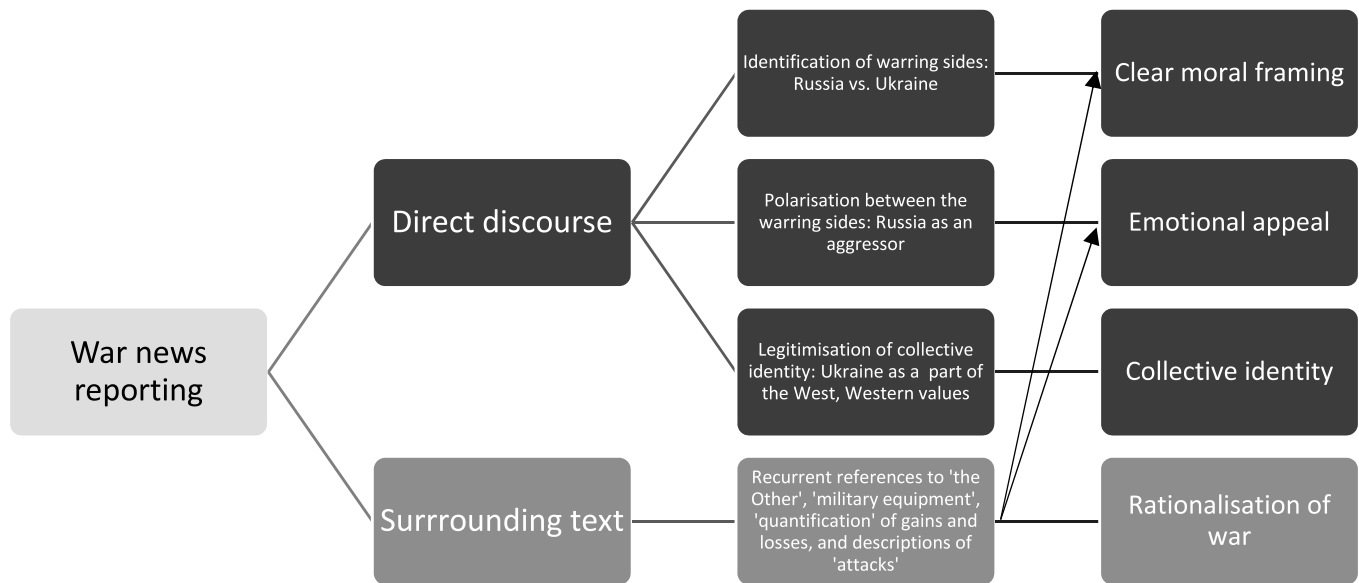 War news
reporting
Direct discourse
Surrrounding text
Identification of warring sides:
Russia vs. Ukraine
Polarisation between the
warring sides: Russia as an
aggressor
Legitimisation of collective
identity: Ukraine as a  part of
the West, Western values
Recurrent references to 'the
Other', 'military equipment',
'quantification' of gains and
losses, and descriptions of
'attacks'
Clear moral framing
Emotional appeal
Collective identity
Rationalisation of
war